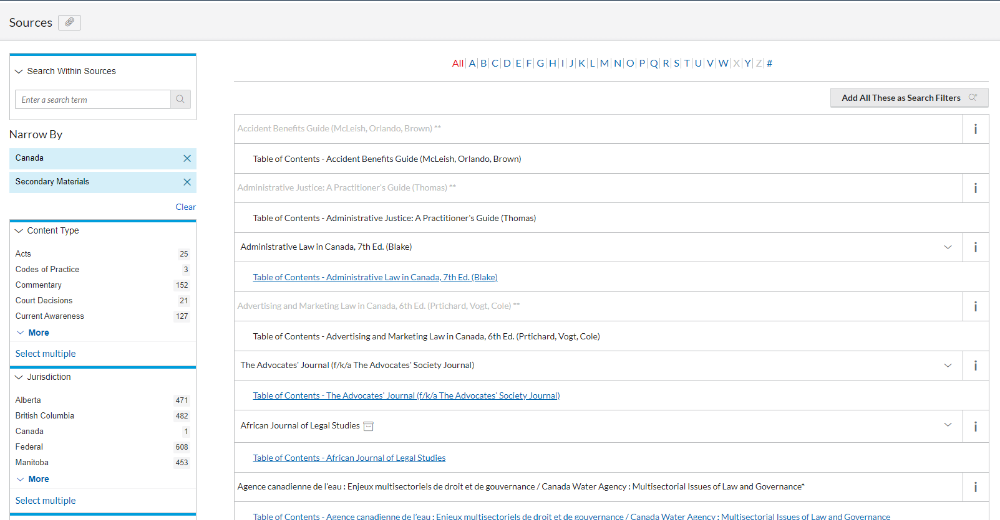 Sources
All A B C D E F G H I J K L M N O P Q R S T U V W X Y Z #
Search Within Sources
Enter a search term
Narrow By
Canada
Secondary Materials
Clear
Content Type
Acts 25
Codes of Practice 3
Commentary 152
Court Decisions 21
Current Awareness 127
More
Select multiple
Jurisdiction
Alberta 471
British Columbia 482
Canada 1
Federal 608
Manitoba 453
More
Select multiple
Add All These as Search Filters
Accident Benefits Guide (McLeish, Orlando, Brown) ** i
Table of Contents - Accident Benefits Guide (McLeish, Orlando, Brown)
Administrative Justice: A Practitioner's Guide (Thomas) ** i
Table of Contents - Administrative Justice: A Practitioner's Guide (Thomas)
Administrative Law in Canada, 7th Ed. (Blake) i
Table of Contents - Administrative Law in Canada, 7th Ed. (Blake)
Advertising and Marketing Law in Canada, 6th Ed. (Prtichard, Vogt, Cole) ** i
Table of Contents - Advertising and Marketing Law in Canada, 6th Ed. (Prtichard, Vogt, Cole)
The Advocates' Journal (f/k/a The Advocates' Society Journal) i
Table of Contents - The Advocates' Journal (f/k/a The Advocates' Society Journal)
African Journal of Legal Studies i
Table of Contents - African Journal of Legal Studies
Agence canadienne de l'eau : Enjeux multisectoriels de droit et de gouvernance / Canada Water Agency : Multisectorial Issues of Law and Governance* i
Table of Contents - Agence canadienne de l'eau : Enjeux multisectoriels de droit et de gouvernance / Canada Water Agency : Multisectorial Issues of Law and Governance